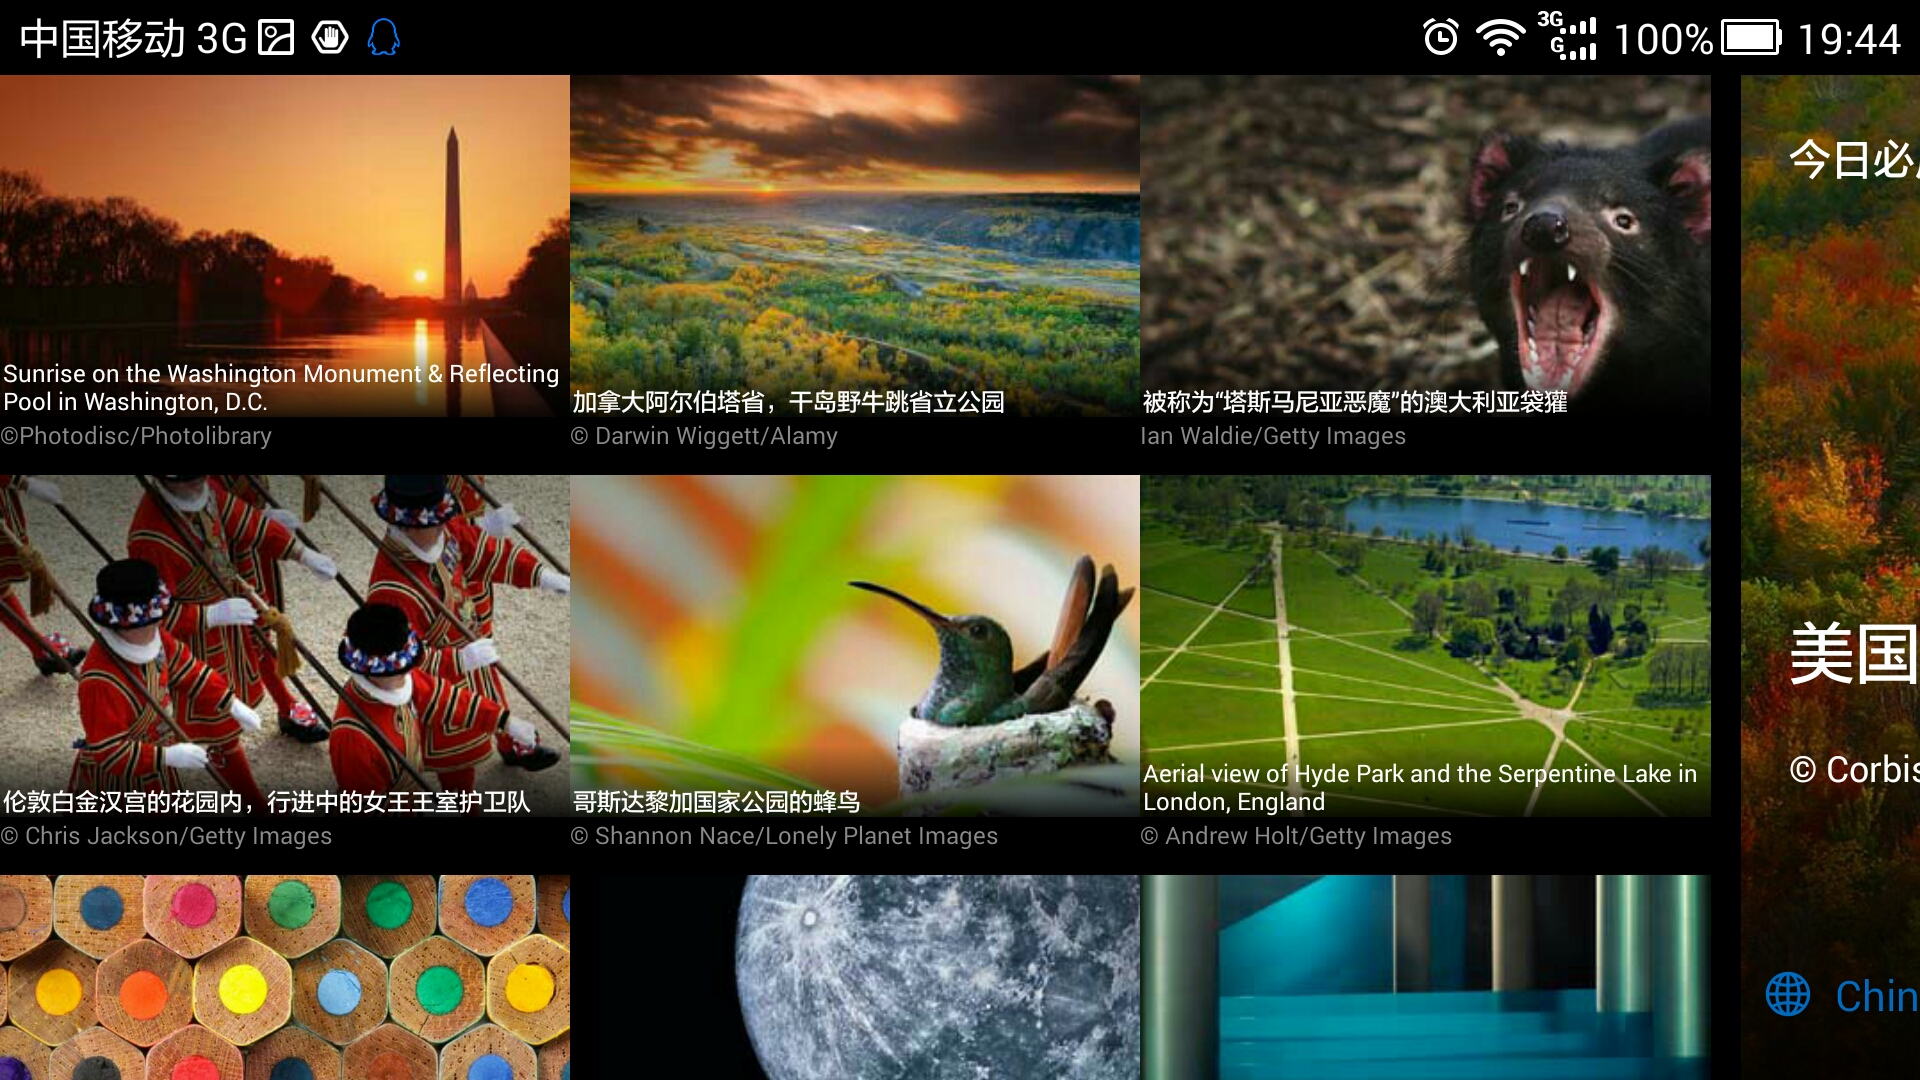 中国移动 3G
3G
G
100%
19:44
Sunrise on the Washington Monument & Reflecting
Pool in Washington, D.C.
©Photodisc/Photolibrary
加拿大阿尔伯塔省，干岛野牛跳省立公园
© Darwin Wiggett/Alamy
被称为“塔斯马尼亚恶魔”的澳大利亚袋獾
Ian Waldie/Getty Images
今日必
伦敦白金汉宫的花园内，行进中的女王王室护卫队
© Chris Jackson/Getty Images
哥斯达黎加国家公园的蜂鸟
© Shannon Nace/Lonely Planet Images
Aerial view of Hyde Park and the Serpentine Lake in
London, England
© Andrew Holt/Getty Images
美国
© Corbis
Chin